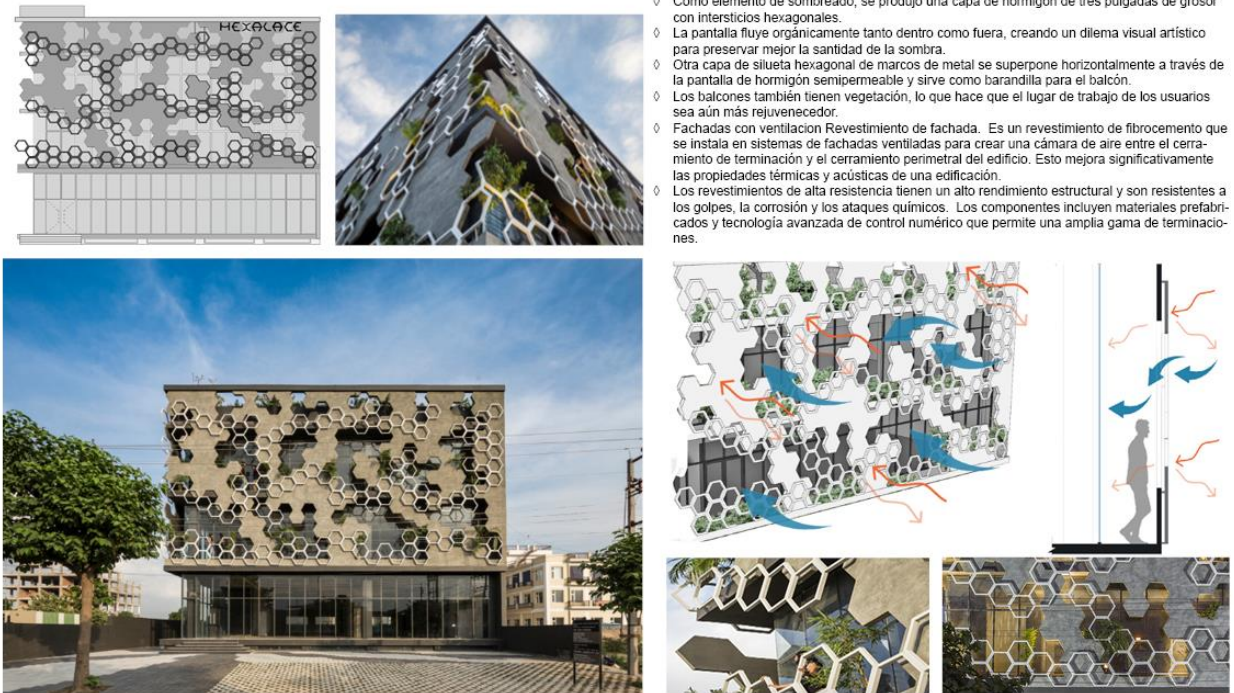 HEXALACE
◊ Como elemento de sombreado, se produjo una capa de hormigón de tres pulgadas de grosor
con intersticios hexagonales.
◊ La pantalla fluye orgánicamente tanto dentro como fuera, creando un dilema visual artístico
para preservar mejor la santidad de la sombra.
◊ Otra capa de silueta hexagonal de marcos de metal se superpone horizontalmente a través de
la pantalla de hormigón semipermeable y sirve como barandilla para el balcón.
◊ Los balcones también tienen vegetación, lo que hace que el lugar de trabajo de los usuarios
sea aún más rejuvenecedor.
◊ Fachadas con ventilacion Revestimiento de fachada. Es un revestimiento de fibrocemento que
se instala en sistemas de fachadas ventiladas para crear una cámara de aire entre el cerra-
miento de terminación y el cerramiento perimetral del edificio. Esto mejora significativamente
las propiedades térmicas y acústicas de una edificación.
◊ Los revestimientos de alta resistencia tienen un alto rendimiento estructural y son resistentes a
los golpes, la corrosión y los ataques químicos. Los componentes incluyen materiales prefabri-
cados y tecnología avanzada de control numérico que permite una amplia gama de terminacio-
nes.